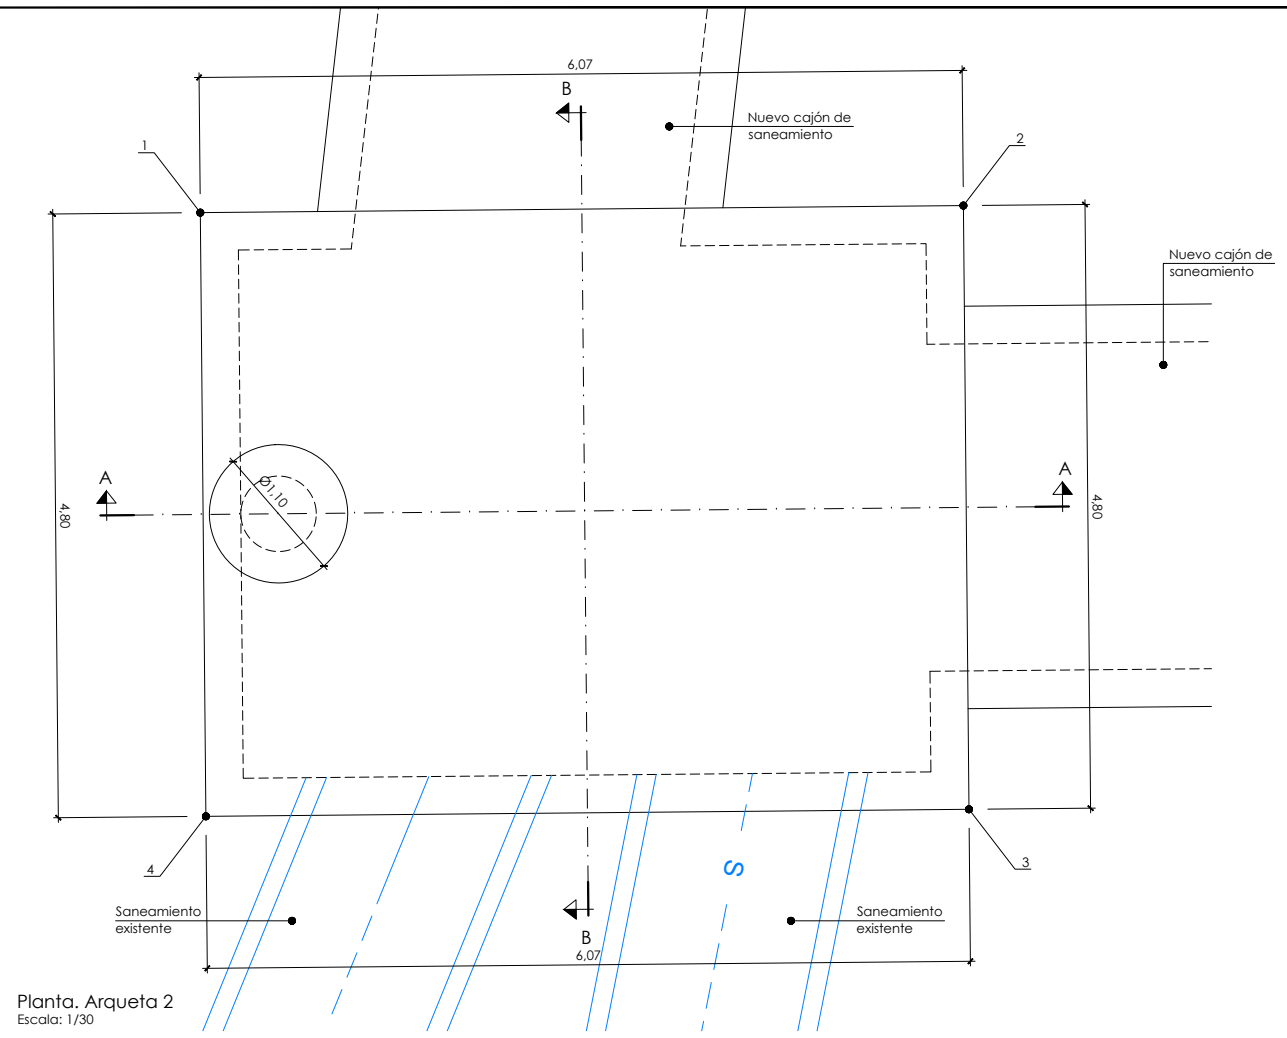 6,07
B
Nuevo cajón de
saneamiento
1
2
Nuevo cajón de
saneamiento
A
Ø1,10
A
4,80
4,80
S
4
3
Saneamiento
existente
Saneamiento
existente
B
6,07
Planta. Arqueta 2
Escala: 1/30